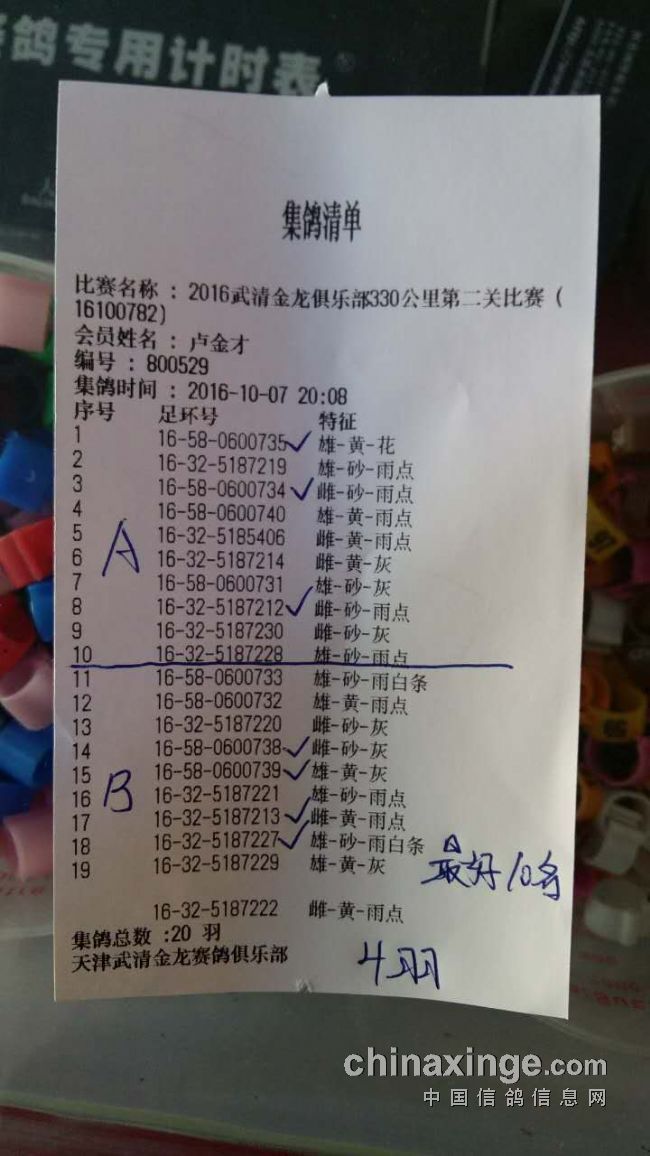 鸽专用计时表
集鸽清单
比赛名称 : 2016武清金龙俱乐部330公里第二关比赛 (
16100782)
会员姓名 : 卢金才
编号 : 800529
集鸽时间 : 2016-10-07 20:08
序号 足环号 特征
1 16-58-0600735✓ 雄-黄-花
2 16-32-5187219 雄-砂-雨点
3 16-58-0600734✓ 雌-砂-雨点
4 16-58-0600740 雄-黄-雨点
5 16-32-5185406 雌-黄-雨点
A
6 16-32-5187214 雌-黄-灰
7 16-58-0600731 雄-砂-灰
8 16-32-5187212✓ 雌-砂-雨点
9 16-32-5187230 雌-砂-灰
10 16-32-5187228 雄-砂-雨点
11 16-58-0600733 雄-砂-雨白条
12 16-58-0600732 雄-黄-雨点
13 16-32-5187220 雌-砂-灰
14 16-58-0600738✓ 雌-砂-灰
15 16-58-0600739✓ 雄-黄-灰
B
16 16-32-5187221 雄-砂-雨点
17 16-32-5187213✓ 雌-黄-雨点
18 16-32-5187227✓ 雄-砂-雨白条
19 16-32-5187229 雄-黄-灰
最好10名
16-32-5187222 雌-黄-雨点
集鸽总数 :20 羽
天津武清金龙赛鸽俱乐部
4羽
chinaxinge.com
中国信鸽信息网